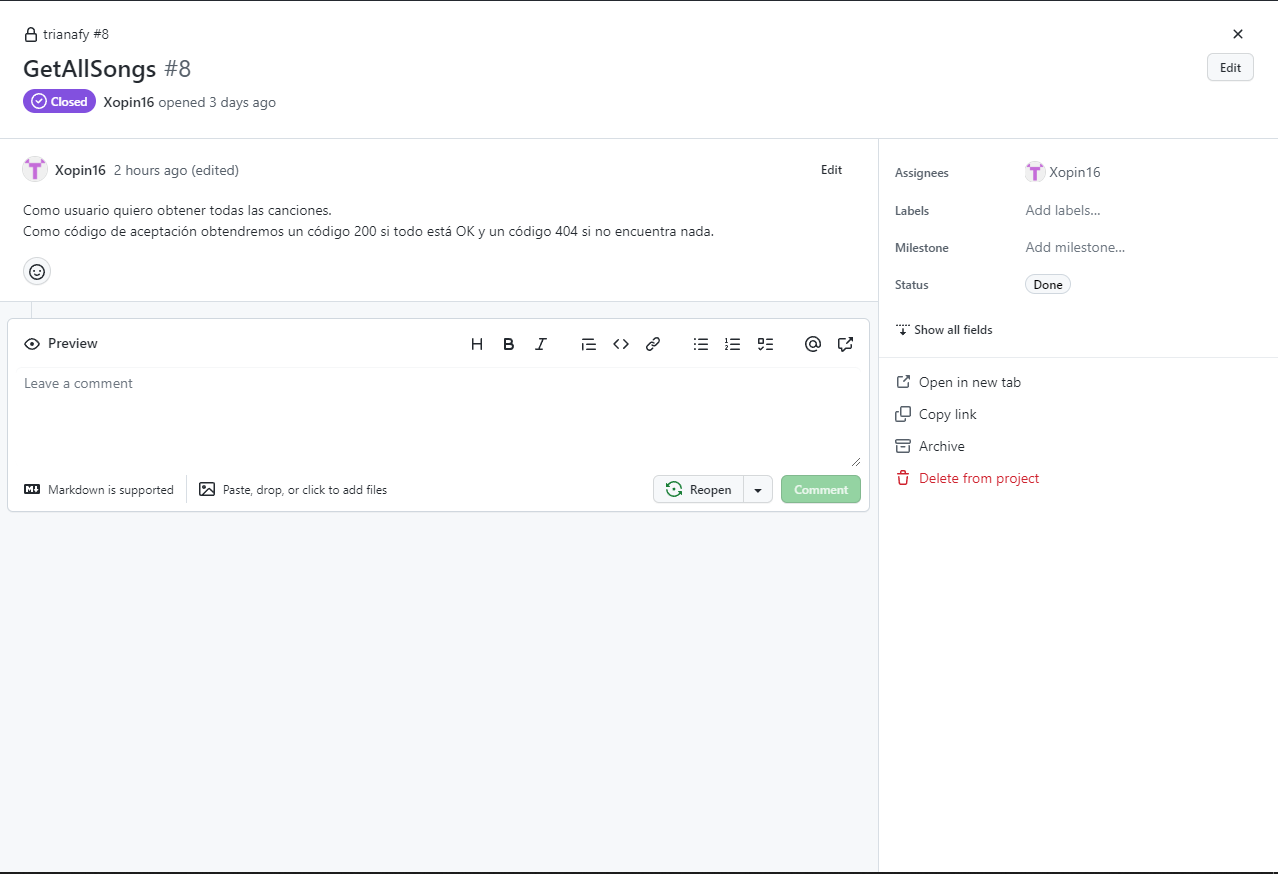 trianafy #8
GetAllSongs #8
Edit
Closed
Xopin16 opened 3 days ago
Xopin16 2 hours ago (edited)
Edit
Como usuario quiero obtener todas las canciones.
Como código de aceptación obtendremos un código 200 si todo está OK y un código 404 si no encuentra nada.
Preview
Leave a comment
Markdown is supported
Paste, drop, or click to add files
Reopen
Comment
Assignees
Xopin16
Labels
Add labels...
Milestone
Add milestone...
Status
Done
Show all fields
Open in new tab
Copy link
Archive
Delete from project